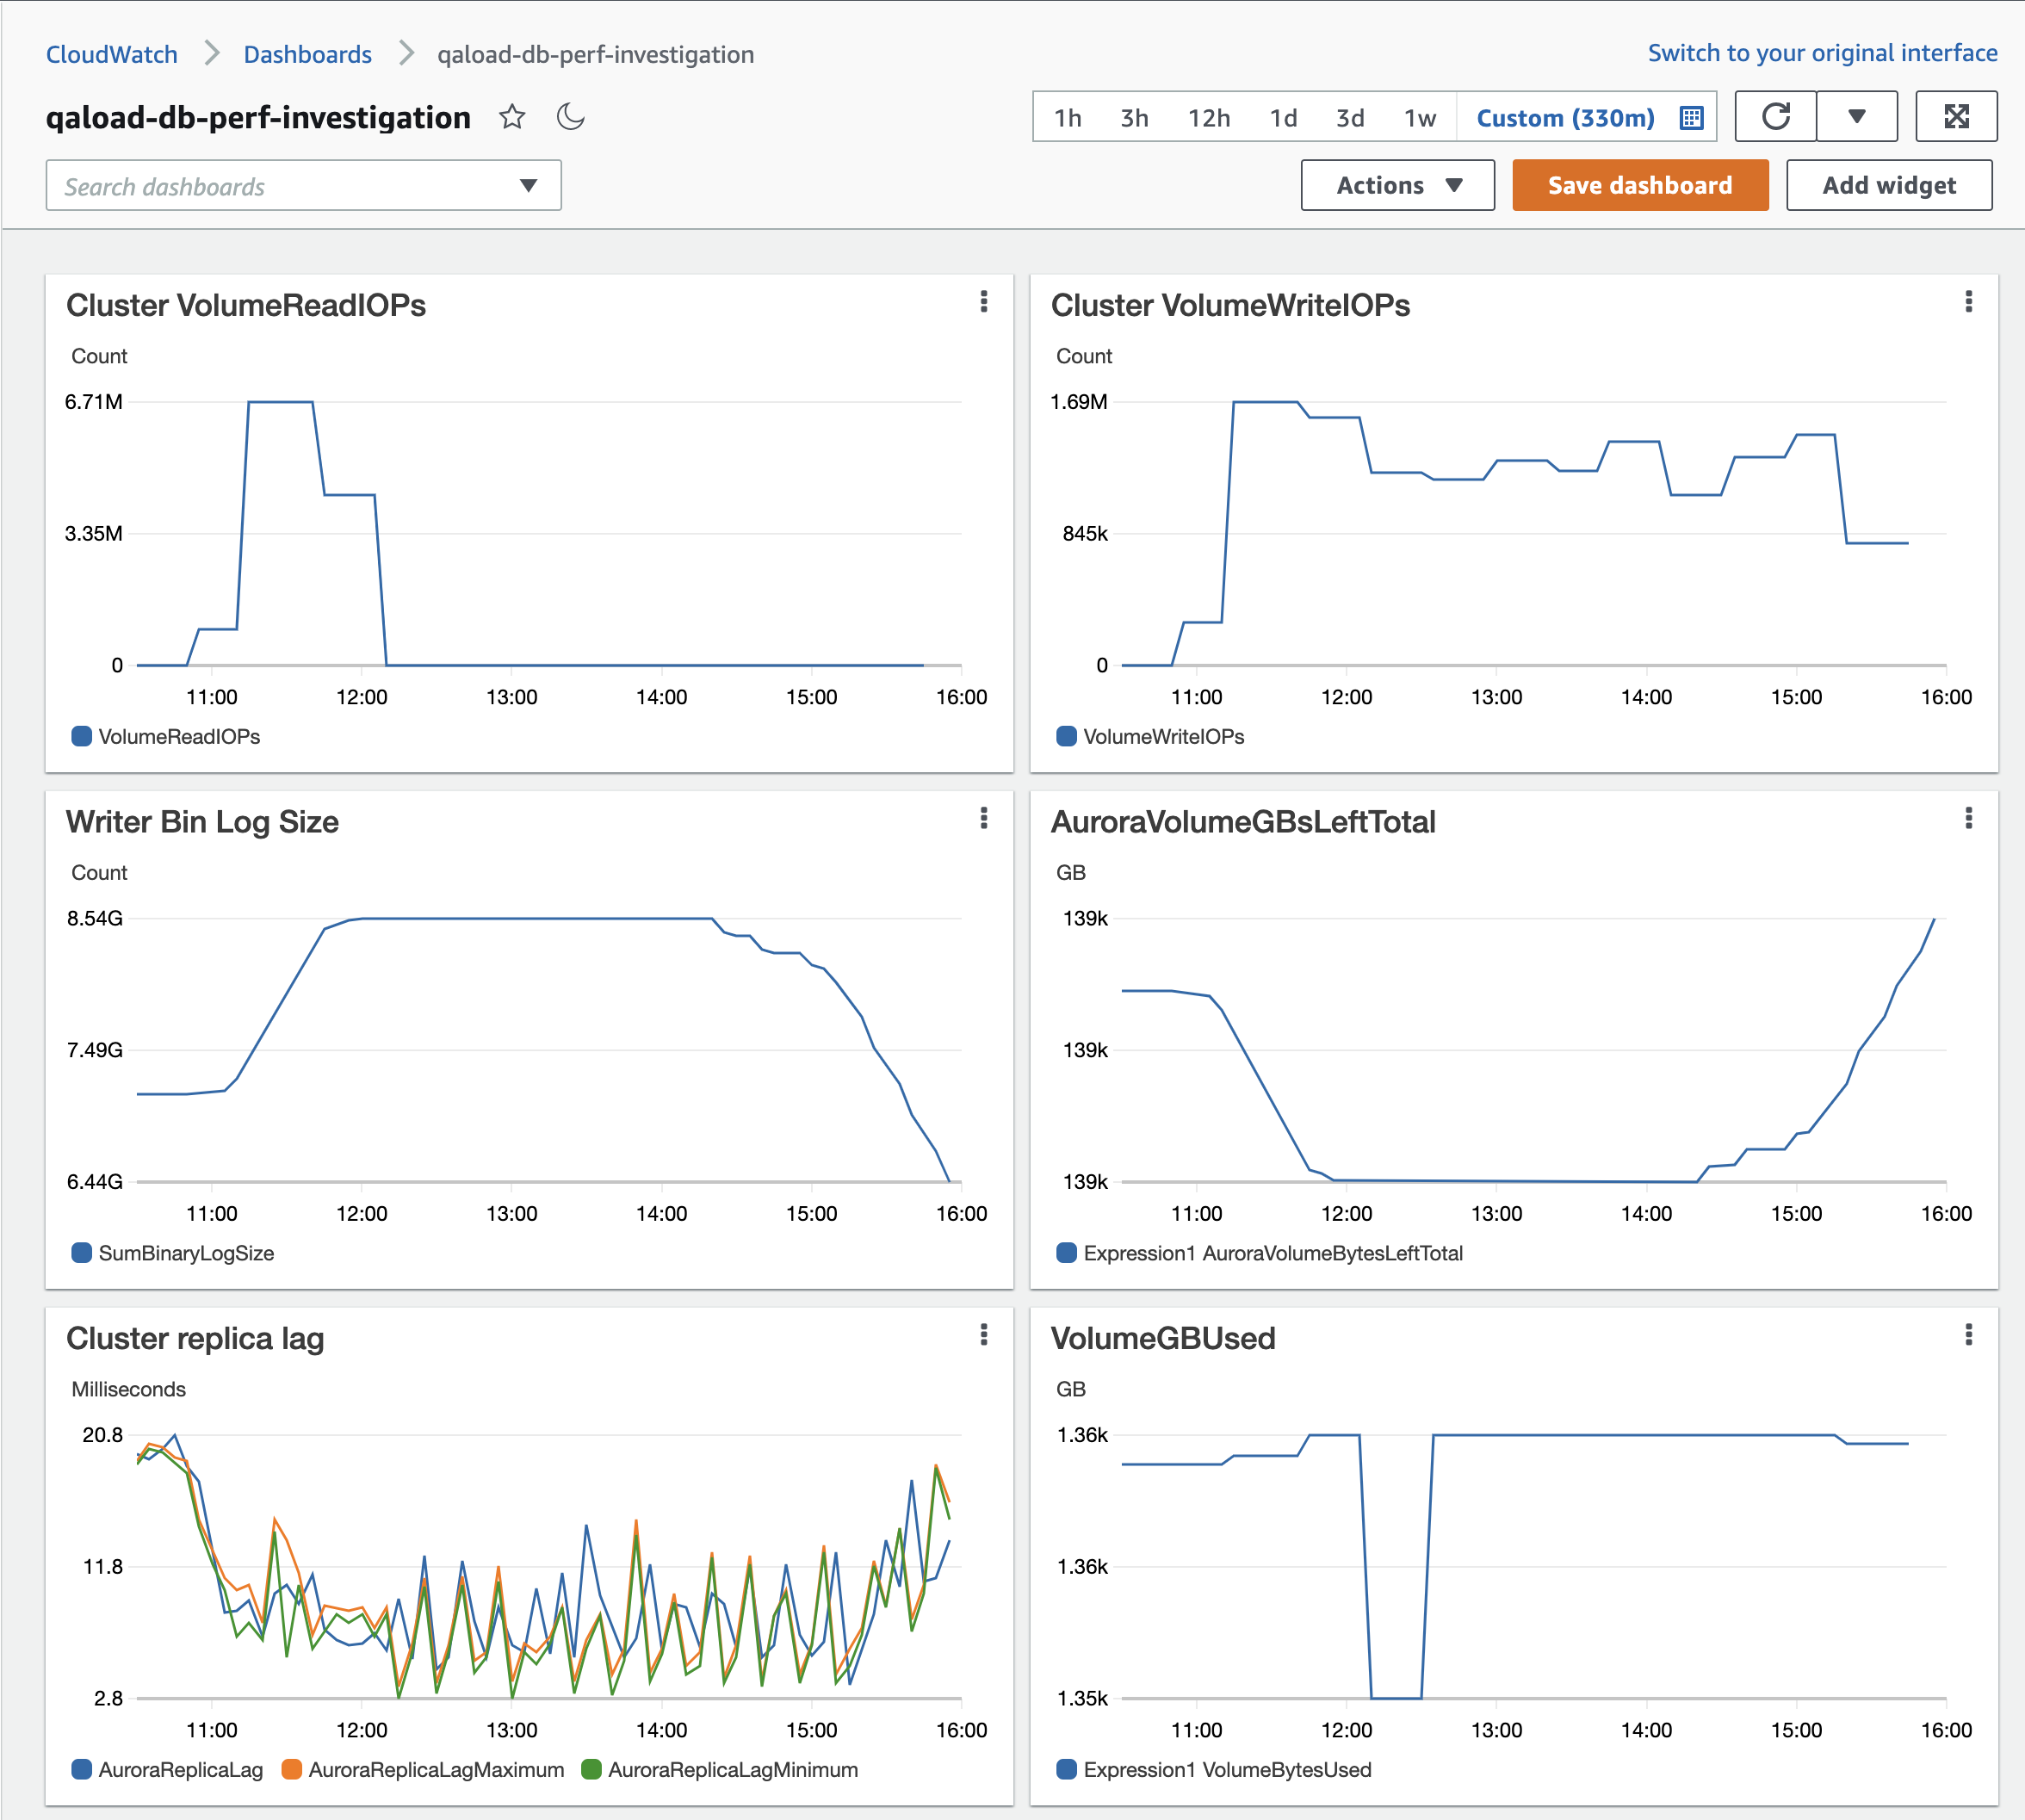 CloudWatch > Dashboards > qaload-db-perf-investigation
Switch to your original interface
qaload-db-perf-investigation
1h 3h 12h 1d 3d 1w Custom (330m)
Search dashboards
Actions Save dashboard Add widget
Cluster VolumeReadIOPs
Count
6.71M
3.35M
0
11:00 12:00 13:00 14:00 15:00 16:00
VolumeReadIOPs
Cluster VolumeWriteIOPs
Count
1.69M
845k
0
11:00 12:00 13:00 14:00 15:00 16:00
VolumeWriteIOPs
Writer Bin Log Size
Count
8.54G
7.49G
6.44G
11:00 12:00 13:00 14:00 15:00 16:00
SumBinaryLogSize
AuroraVolumeGBsLeftTotal
GB
139k
139k
139k
11:00 12:00 13:00 14:00 15:00 16:00
Expression1 AuroraVolumeBytesLeftTotal
Cluster replica lag
Milliseconds
20.8
11.8
2.8
11:00 12:00 13:00 14:00 15:00 16:00
AuroraReplicaLag AuroraReplicaLagMaximum AuroraReplicaLagMinimum
VolumeGBUsed
GB
1.36k
1.36k
1.35k
11:00 12:00 13:00 14:00 15:00 16:00
Expression1 VolumeBytesUsed